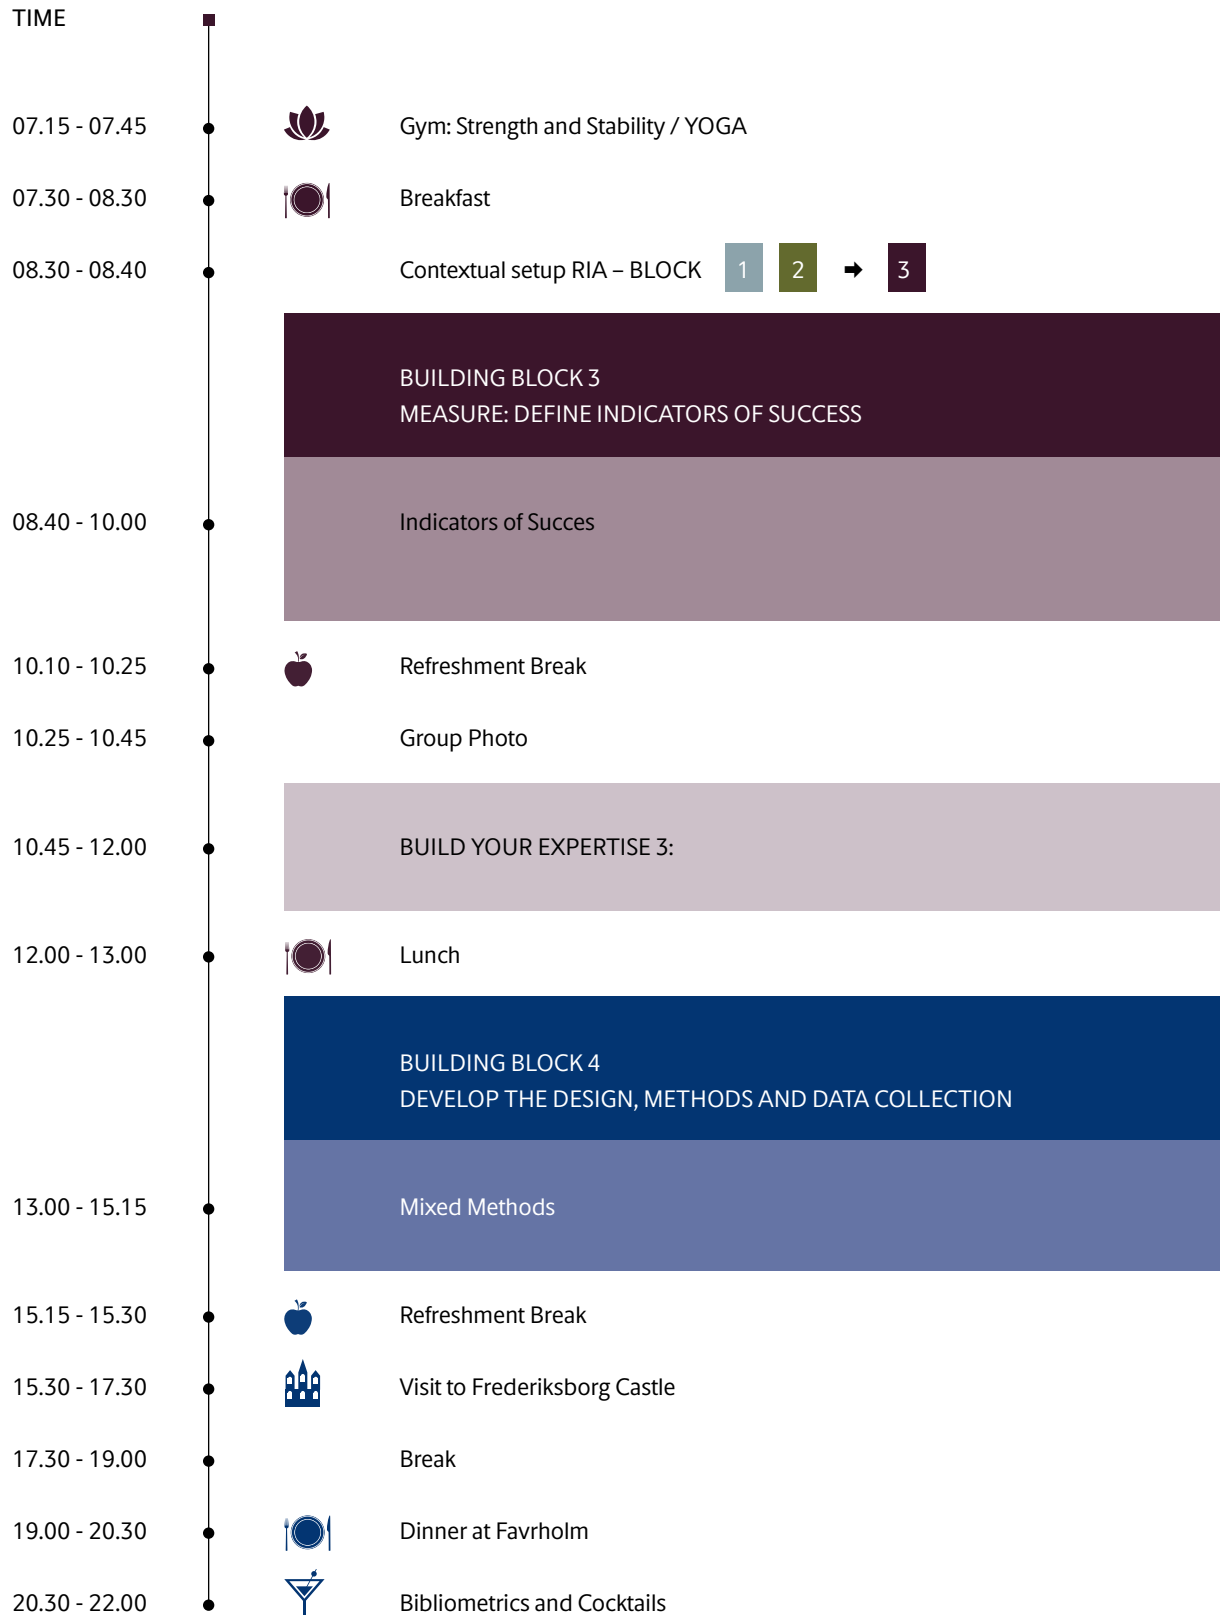 TIME
07.15 - 07.45 Gym: Strength and Stability / YOGA
07.30 - 08.30 Breakfast
08.30 - 08.40 Contextual setup RIA – BLOCK 1 2 → 3
BUILDING BLOCK 3
MEASURE: DEFINE INDICATORS OF SUCCESS
08.40 - 10.00 Indicators of Succes
10.10 - 10.25 Refreshment Break
10.25 - 10.45 Group Photo
10.45 - 12.00 BUILD YOUR EXPERTISE 3:
12.00 - 13.00 Lunch
BUILDING BLOCK 4
DEVELOP THE DESIGN, METHODS AND DATA COLLECTION
13.00 - 15.15 Mixed Methods
15.15 - 15.30 Refreshment Break
15.30 - 17.30 Visit to Frederiksborg Castle
17.30 - 19.00 Break
19.00 - 20.30 Dinner at Favrholm
20.30 - 22.00 Bibliometrics and Cocktails